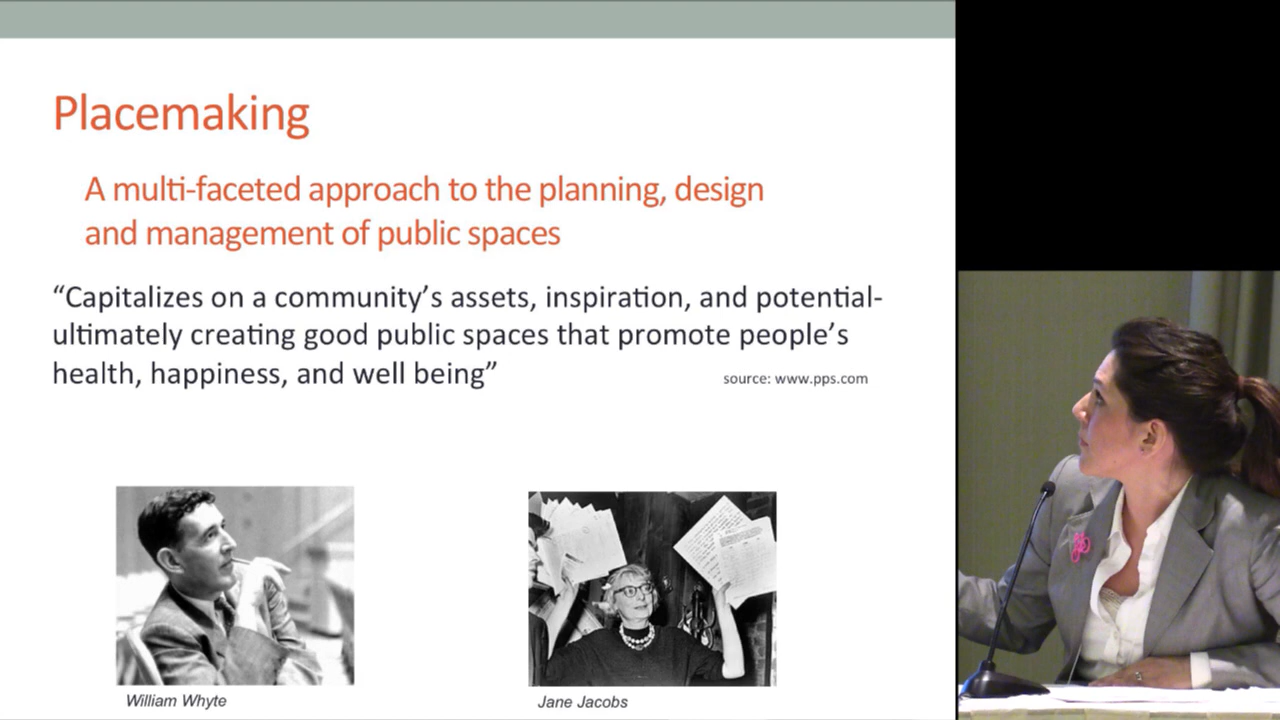 Placemaking
A multi-faceted approach to the planning, design
and management of public spaces
“Capitalizes on a community’s assets, inspiration, and potential-
ultimately creating good public spaces that promote people’s
health, happiness, and well being”
source: www.pps.com
William Whyte
Jane Jacobs